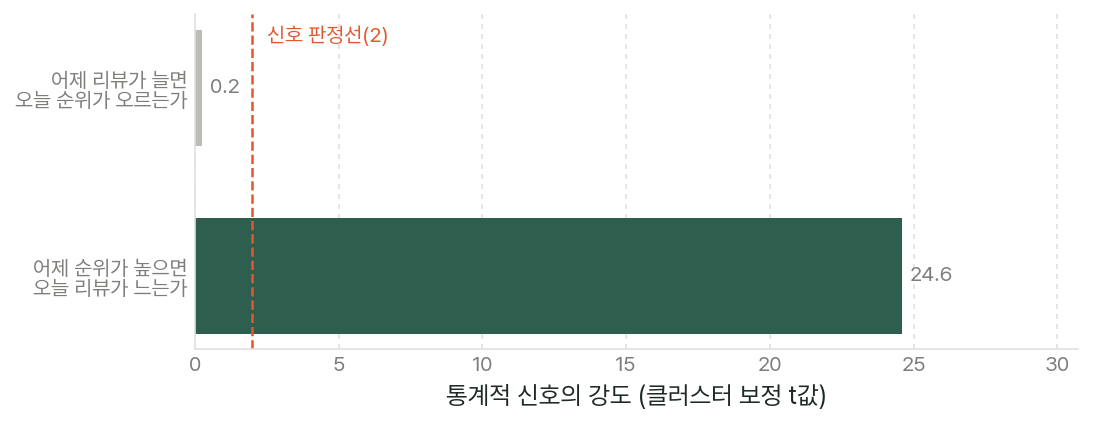 신호 판정선(2)
어제 리뷰가 늘면
오늘 순위가 오르는가
0.2
어제 순위가 높으면
오늘 리뷰가 느는가
24.6
0 5 10 15 20 25 30
통계적 신호의 강도 (클러스터 보정 t값)